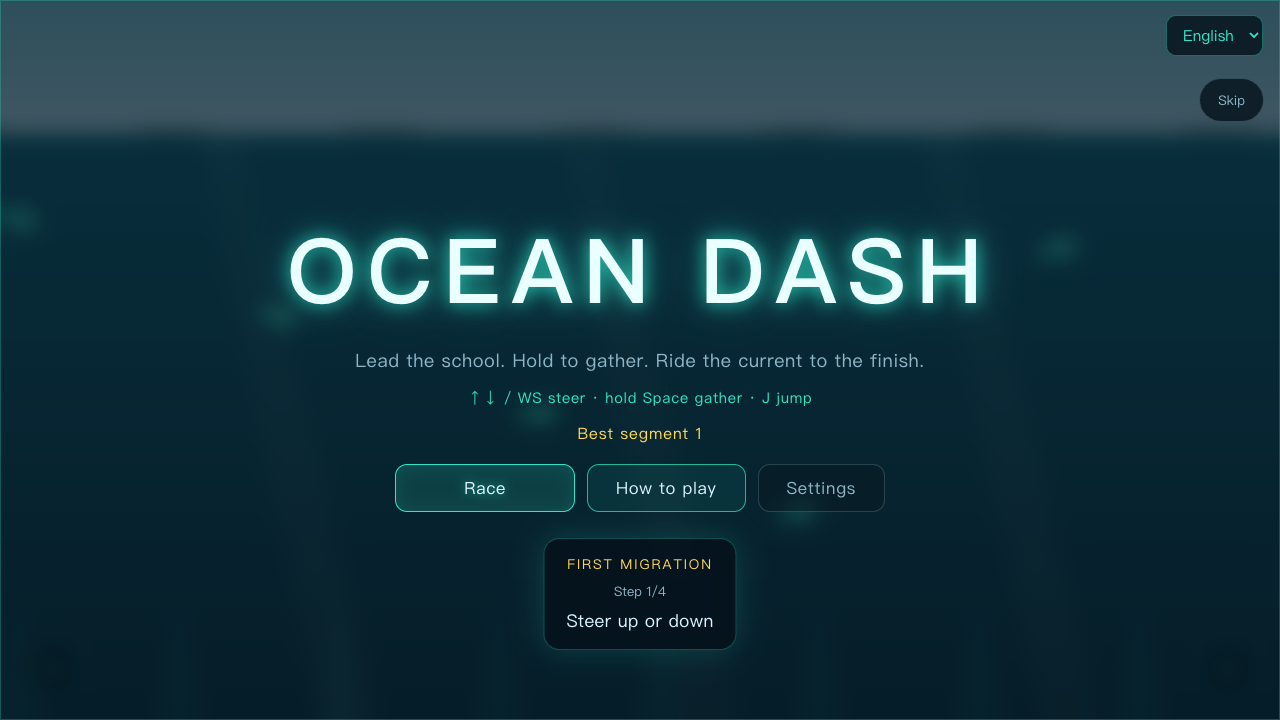 English
Skip
OCEAN DASH
Lead the school. Hold to gather. Ride the current to the finish.
↑↓ / WS steer · hold Space gather · J jump
Best segment 1
Race
How to play
Settings
FIRST MIGRATION
Step 1/4
Steer up or down